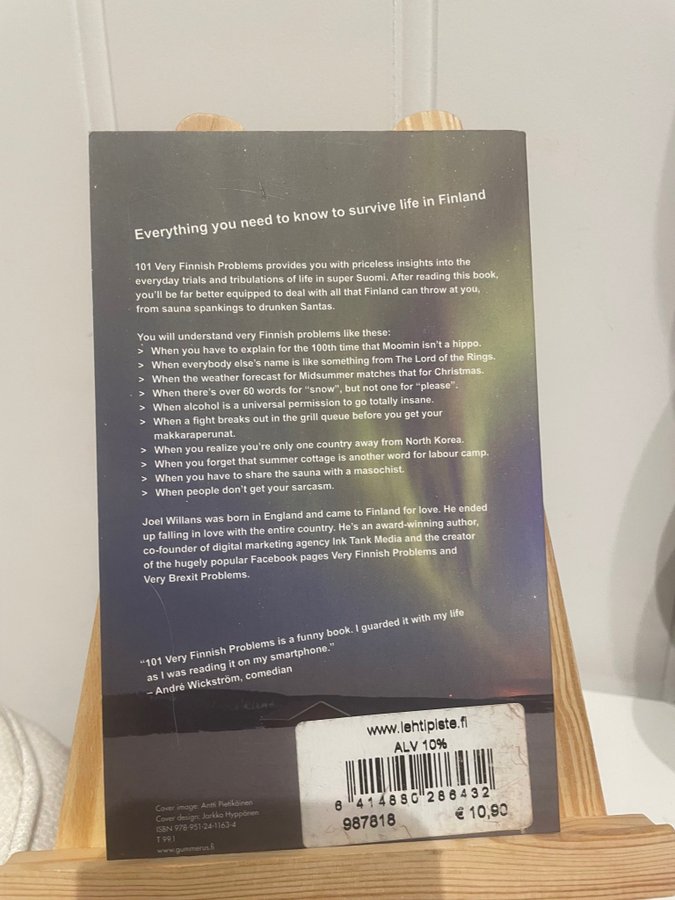 Everything you need to know to survive life in Finland
101 Very Finnish Problems provides you with priceless insights into the
everyday trials and tribulations of life in super Suomi. After reading this book,
you'll be far better equipped to deal with all that Finland can throw at you,
from sauna spankings to drunken Santas.
You will understand very Finnish problems like these:
> When you have to explain for the 100th time that Moomin isn't a hippo.
> When everybody else's name is like something from The Lord of the Rings.
> When the weather forecast for Midsummer matches that for Christmas.
> When there's over 60 words for "snow", but not one for "please".
> When alcohol is a universal permission to go totally insane.
> When a fight breaks out in the grill queue before you get your
makkaraperunat.
> When you realize you're only one country away from North Korea.
> When you forget that summer cottage is another word for labour camp.
> When you have to share the sauna with a masochist.
> When people don't get your sarcasm.
Joel Willans was born in England and came to Finland for love. He ended
up falling in love with the entire country. He's an award-winning author,
co-founder of digital marketing agency Ink Tank Media and the creator
of the hugely popular Facebook pages Very Finnish Problems and
Very Brexit Problems.
"101 Very Finnish Problems is a funny book. I guarded it with my life
as I was reading it on my smartphone."
– André Wickström, comedian
www.lehtipiste.fi
ALV 10%
6 414880 286432
987818 € 10,90
Cover image: Antti Pietikäinen
Cover design: Jarkko Hyppönen
ISBN 978-951-24-1163-4
T 99.1
www.gummerus.fi